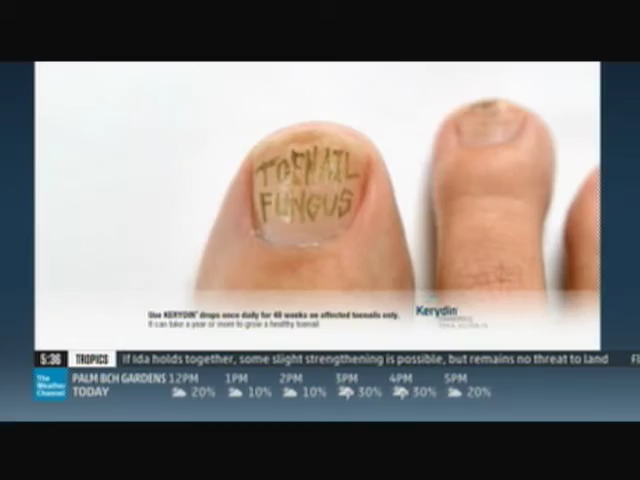 TOENAIL
FUNGUS
Use KERYDIN® drops once daily for 48 weeks on affected toenails only.
It can take a year or more to grow a healthy toenail
Kerydin
5:36 TROPICS If Ida holds together, some slight strengthening is possible, but remains no threat to land
The Weather Channel
PALM BCH GARDENS 12PM 1PM 2PM 3PM 4PM 5PM
TODAY 20% 10% 10% 30% 30% 20%